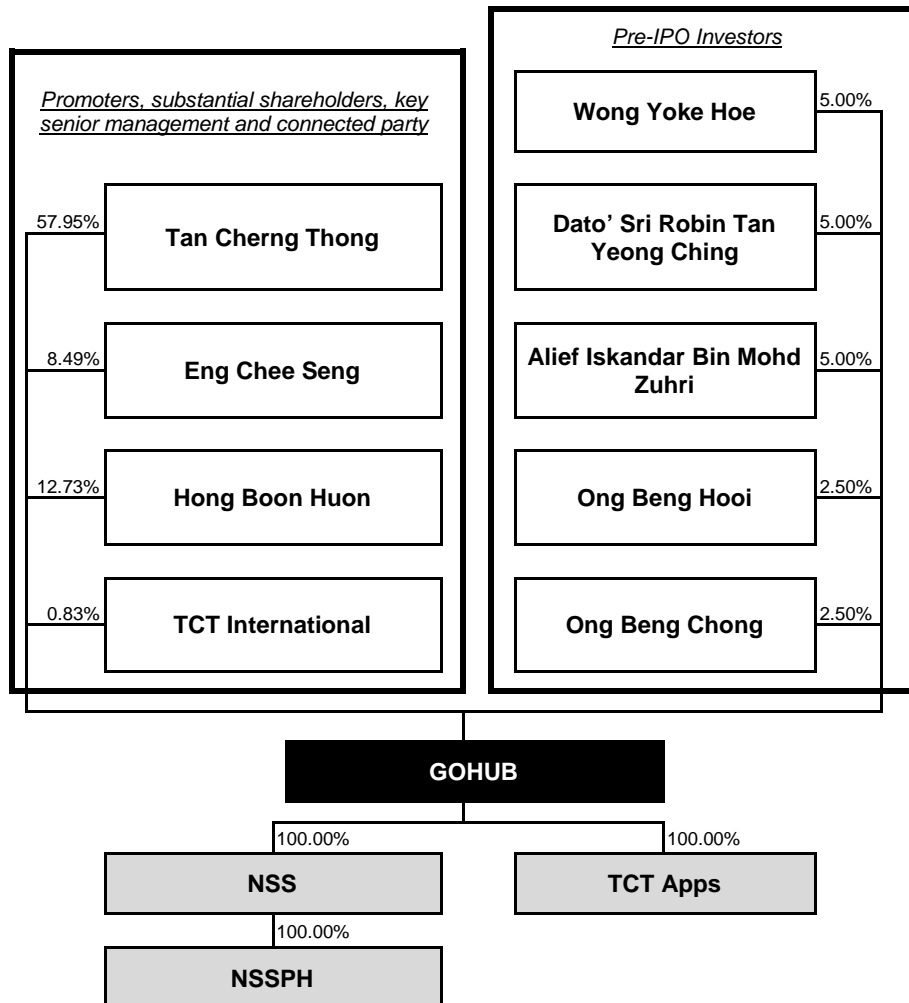 Promoters, substantial shareholders, key
senior management and connected party
57.95%
Tan Cherng Thong
8.49%
Eng Chee Seng
12.73%
Hong Boon Huon
0.83%
TCT International
Pre-IPO Investors
Wong Yoke Hoe
5.00%
Dato’ Sri Robin Tan
Yeong Ching
5.00%
Alief Iskandar Bin Mohd
Zuhri
5.00%
Ong Beng Hooi
2.50%
Ong Beng Chong
2.50%
GOHUB
100.00%
NSS
100.00%
TCT Apps
100.00%
NSSPH